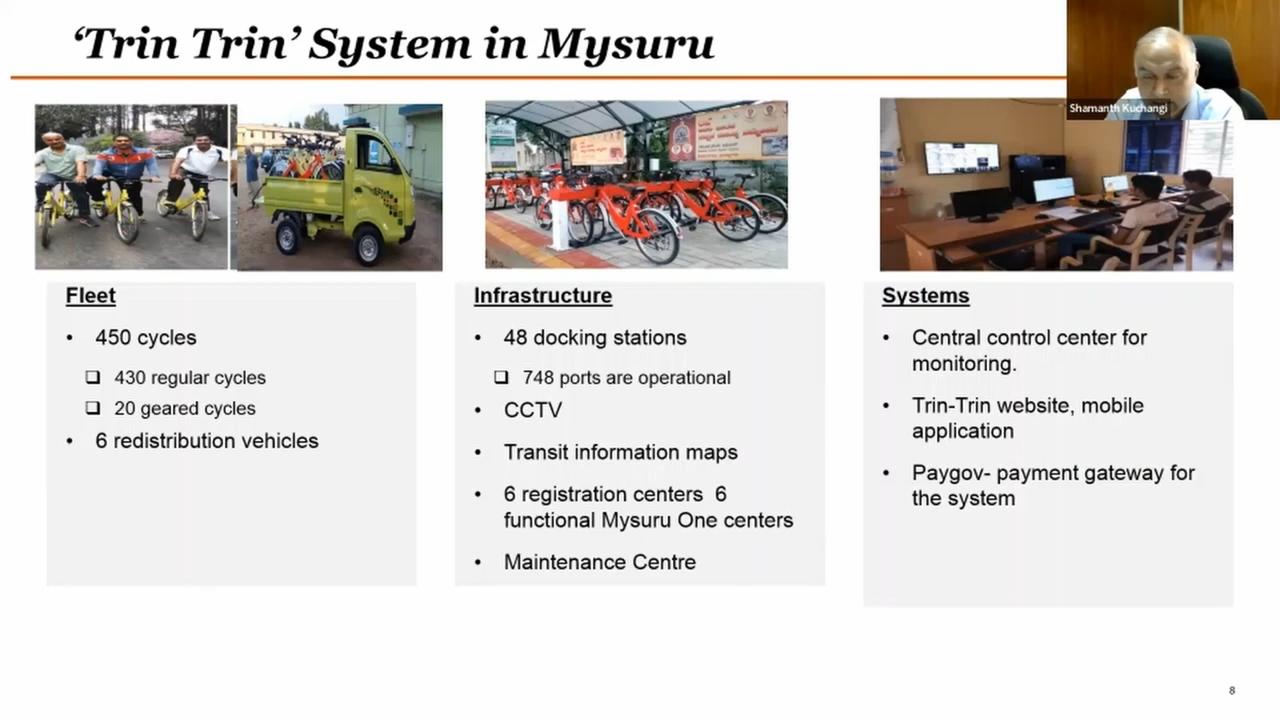 ‘Trin Trin’ System in Mysuru
Shamanth Kuchangi
Fleet
• 450 cycles
❑ 430 regular cycles
❑ 20 geared cycles
• 6 redistribution vehicles
Infrastructure
• 48 docking stations
❑ 748 ports are operational
• CCTV
• Transit information maps
• 6 registration centers 6
functional Mysuru One centers
• Maintenance Centre
Systems
• Central control center for
monitoring.
• Trin-Trin website, mobile
application
• Paygov- payment gateway for
the system
8